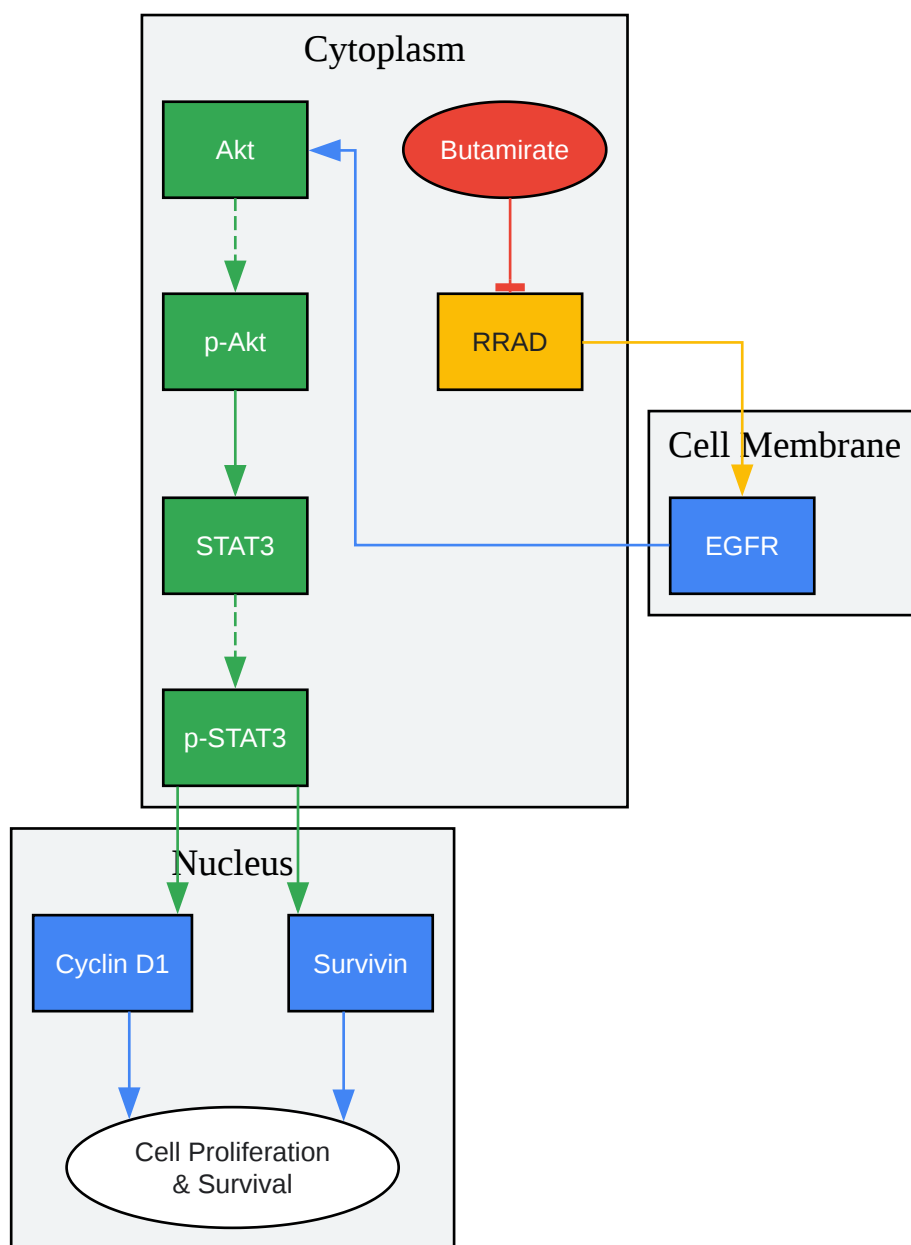 Cytoplasm
Akt
Butamirate
p-Akt
RRAD
Cell Membrane
STAT3
EGFR
p-STAT3
Nucleus
Cyclin D1
Survivin
Cell Proliferation
& Survival